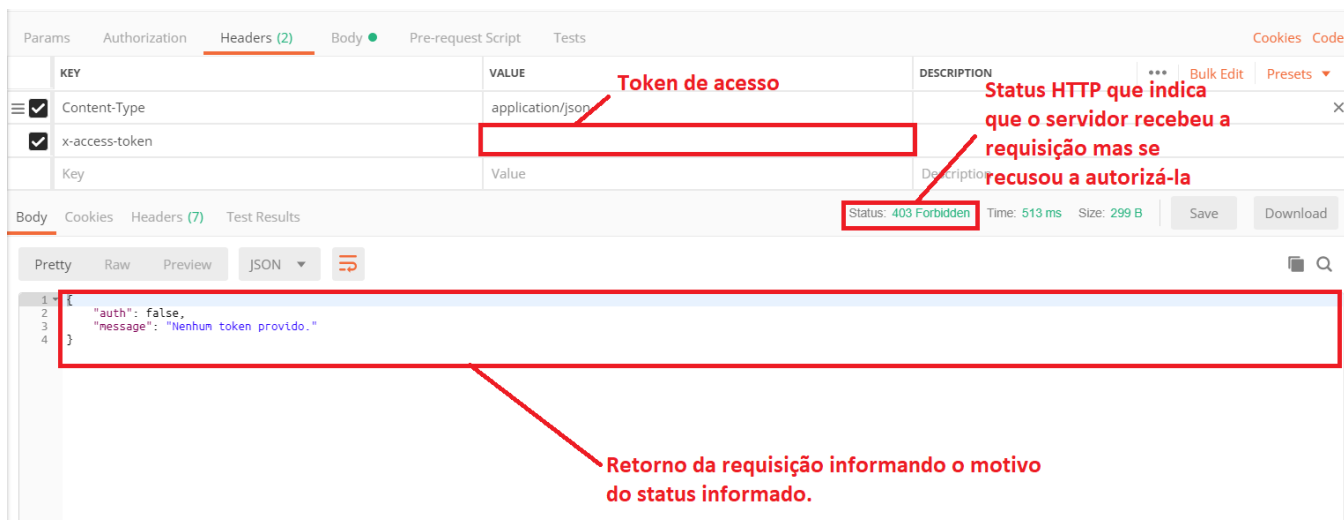 Params Authorization Headers (2) Body Pre-request Script Tests Cookies Code
KEY VALUE DESCRIPTION ••• Bulk Edit Presets
Token de acesso
Content-Type application/json
x-access-token
Key Value Description
Status HTTP que indica
que o servidor recebeu a
requisição mas se
recusou a autorizá-la
Body Cookies Headers (7) Test Results Status: 403 Forbidden Time: 513 ms Size: 299 B Save Download
Pretty Raw Preview JSON
1 {
2 "auth": false,
3 "message": "Nenhum token provido."
4 }
Retorno da requisição informando o motivo
do status informado.